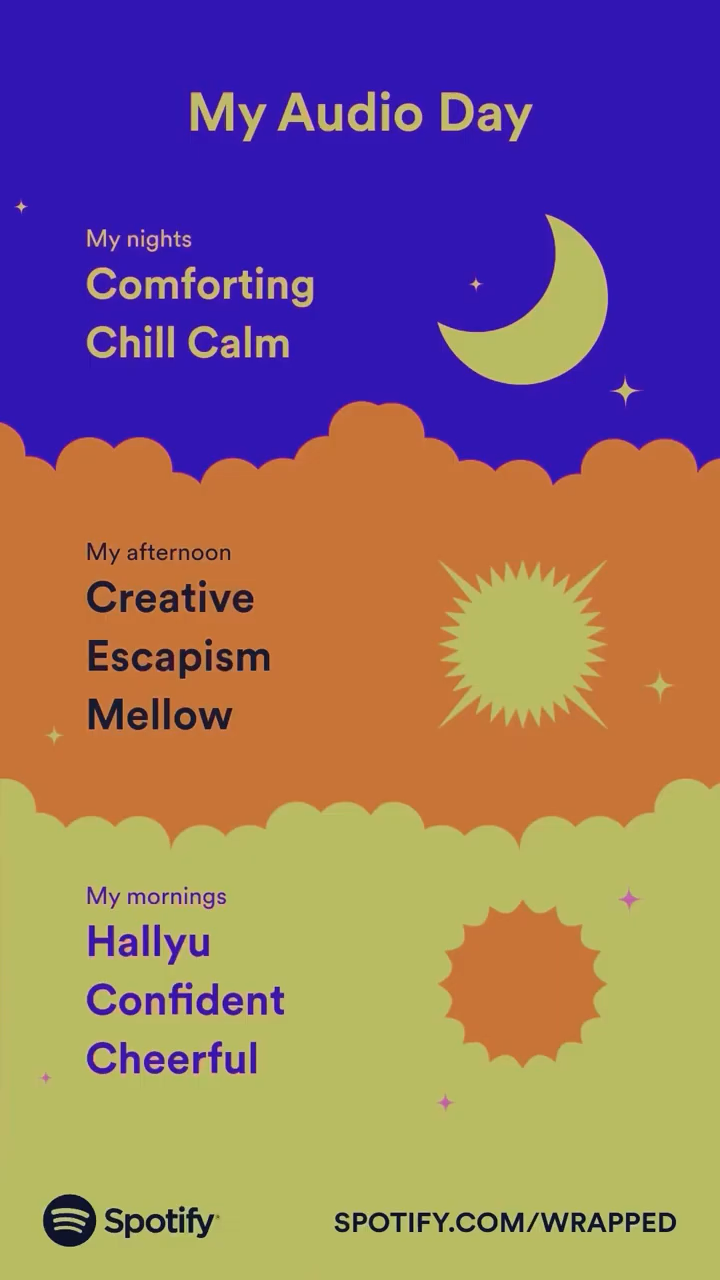 My Audio Day
My nights
Comforting
Chill Calm
My afternoon
Creative
Escapism
Mellow
My mornings
Hallyu
Confident
Cheerful
Spotify
SPOTIFY.COM/WRAPPED